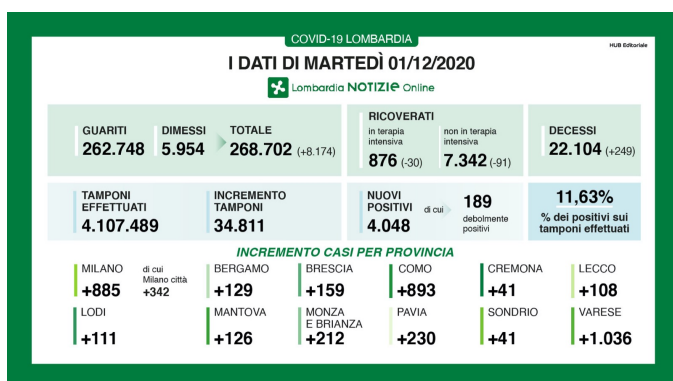 COVID-19 LOMBARDIA
HUB Editoriale
I DATI DI MARTEDÌ 01/12/2020
Lombardia NOTIZIE Online
GUARITI
262.748
DIMESSI
5.954
TOTALE
268.702 (+8.174)
RICOVERATI
in terapia
intensiva
876 (-30)
non in terapia
intensiva
7.342 (-91)
DECESSI
22.104 (+249)
TAMPONI
EFFETTUATI
4.107.489
INCREMENTO
TAMPONI
34.811
NUOVI
POSITIVI
4.048
di cui
189
debolmente
positivi
11,63%
% dei positivi sui
tamponi effettuati
INCREMENTO CASI PER PROVINCIA
MILANO
+885
di cui
Milano città
+342
BERGAMO
+129
BRESCIA
+159
COMO
+893
CREMONA
+41
LECCO
+108
LODI
+111
MANTOVA
+126
MONZA
E BRIANZA
+212
PAVIA
+230
SONDRIO
+41
VARESE
+1.036